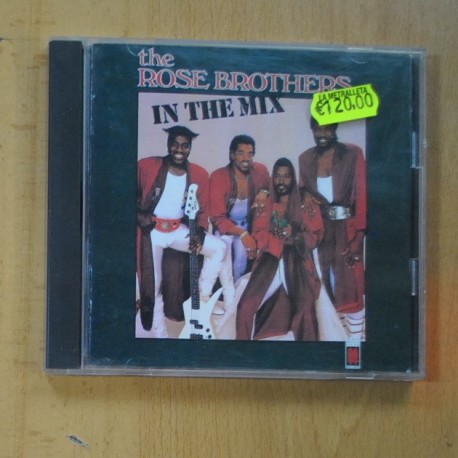 the
ROSE BROTHERS
IN THE MIX
LA METRALLETA
€120,00